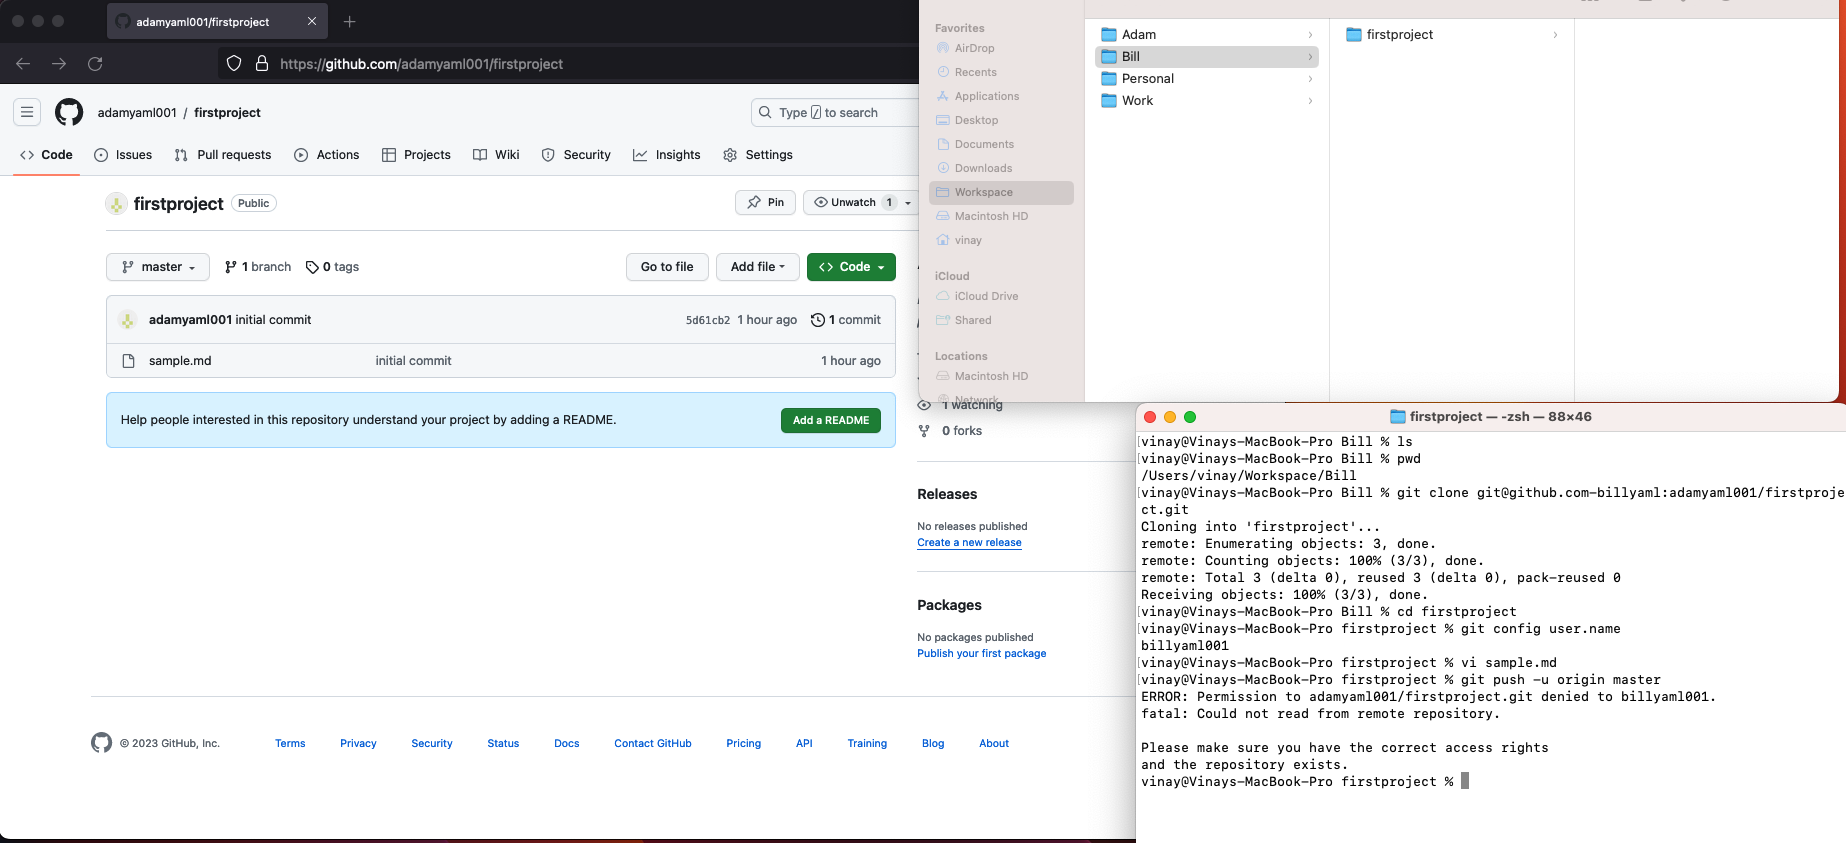 adamyaml001/firstproject
https://github.com/adamyaml001/firstproject
adamyaml001 / firstproject
Type / to search
Code
Issues
Pull requests
Actions
Projects
Wiki
Security
Insights
Settings
firstproject Public
Pin
Unwatch 1
master
1 branch
0 tags
Go to file
Add file
Code
adamyaml001 initial commit
5d61cb2 1 hour ago
1 commit
sample.md
initial commit
1 hour ago
Help people interested in this repository understand your project by adding a README.
Add a README
1 watching
0 forks
Releases
No releases published
Create a new release
Packages
No packages published
Publish your first package
© 2023 GitHub, Inc.
Terms
Privacy
Security
Status
Docs
Contact GitHub
Pricing
API
Training
Blog
About
Favorites
AirDrop
Recents
Applications
Desktop
Documents
Downloads
Workspace
Macintosh HD
vinay
iCloud
iCloud Drive
Shared
Locations
Macintosh HD
Network
Adam
Bill
Personal
Work
firstproject
firstproject — -zsh — 88×46
[vinay@Vinays-MacBook-Pro Bill % ls
[vinay@Vinays-MacBook-Pro Bill % pwd
/Users/vinay/Workspace/Bill
[vinay@Vinays-MacBook-Pro Bill % git clone git@github.com-billyaml:adamyaml001/firstproje
ct.git
Cloning into 'firstproject'...
remote: Enumerating objects: 3, done.
remote: Counting objects: 100% (3/3), done.
remote: Total 3 (delta 0), reused 3 (delta 0), pack-reused 0
Receiving objects: 100% (3/3), done.
[vinay@Vinays-MacBook-Pro Bill % cd firstproject
[vinay@Vinays-MacBook-Pro firstproject % git config user.name
billyaml001
[vinay@Vinays-MacBook-Pro firstproject % vi sample.md
[vinay@Vinays-MacBook-Pro firstproject % git push -u origin master
ERROR: Permission to adamyaml001/firstproject.git denied to billyaml001.
fatal: Could not read from remote repository.
Please make sure you have the correct access rights
and the repository exists.
vinay@Vinays-MacBook-Pro firstproject %